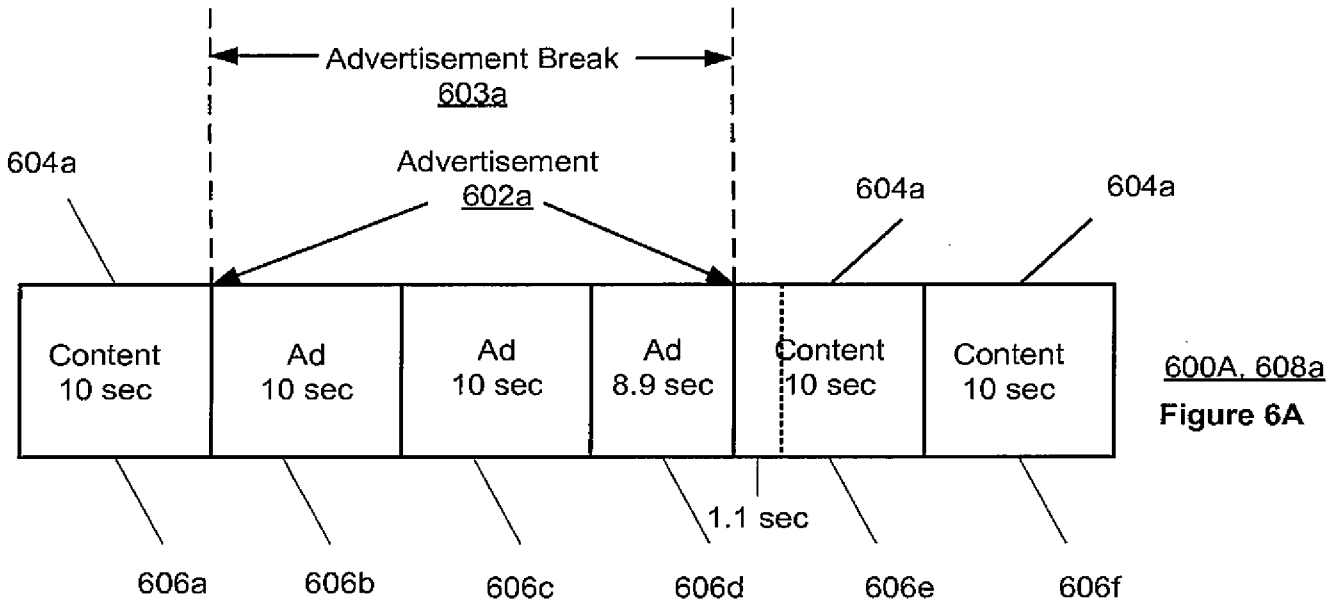 Advertisement Break
603a
604a
Advertisement
602a
604a
604a
Content
10 sec
Ad
10 sec
Ad
10 sec
Ad
8.9 sec
Content
10 sec
Content
10 sec
600A, 608a
Figure 6A
1.1 sec
606a
606b
606c
606d
606e
606f